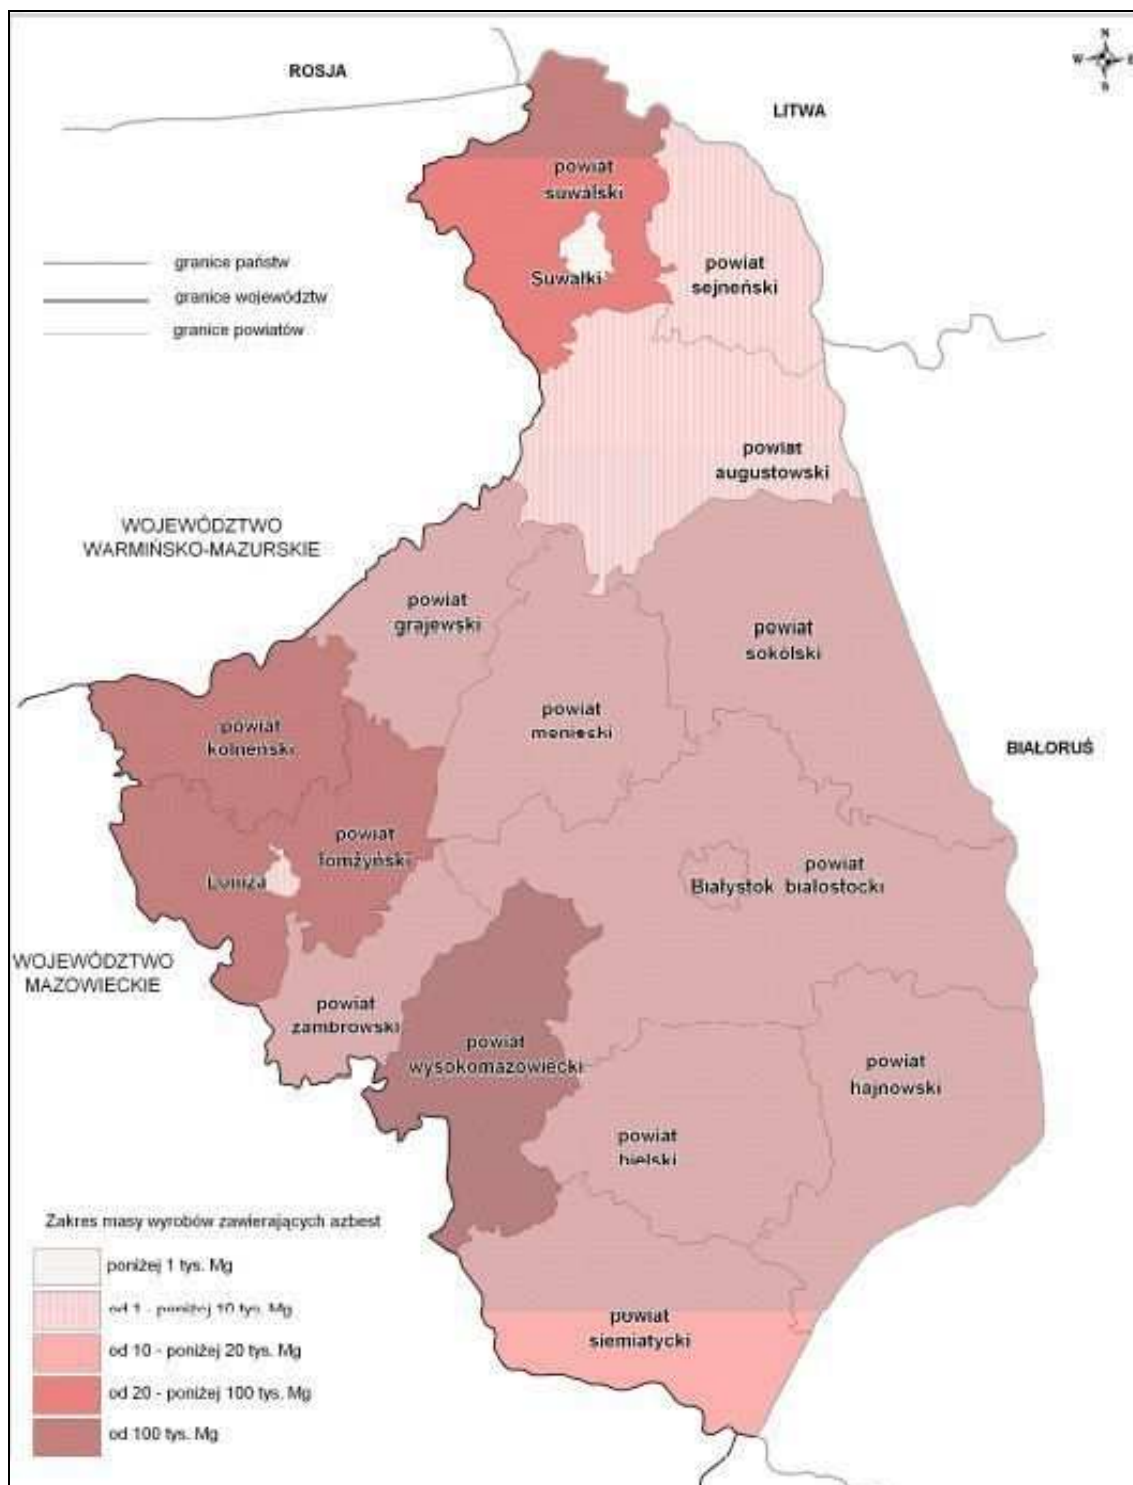 N
W E
S
ROSJA
LITWA
powiat
suwalski
Suwałki
powiat
sejneński
granice państw
granice województw
granice powiatów
powiat
augustowski
WOJEWÓDZTWO
WARMIŃSKO-MAZURSKIE
powiat
grajewski
powiat
sokólski
powiat
moniecki
powiat
kolneński
BIAŁORUŚ
powiat
łomżyński
Łomża
powiat
Białystok białostocki
WOJEWÓDZTWO
MAZOWIECKIE
powiat
zambrowski
powiat
wysokomazowiecki
powiat
hajnowski
powiat
bielski
Zakres masy wyrobów zawierających azbest
poniżej 1 tys. Mg
od 1 - poniżej 10 tys. Mg
od 10 - poniżej 20 tys. Mg
od 20 - poniżej 100 tys. Mg
od 100 tys. Mg
powiat
siemiatycki